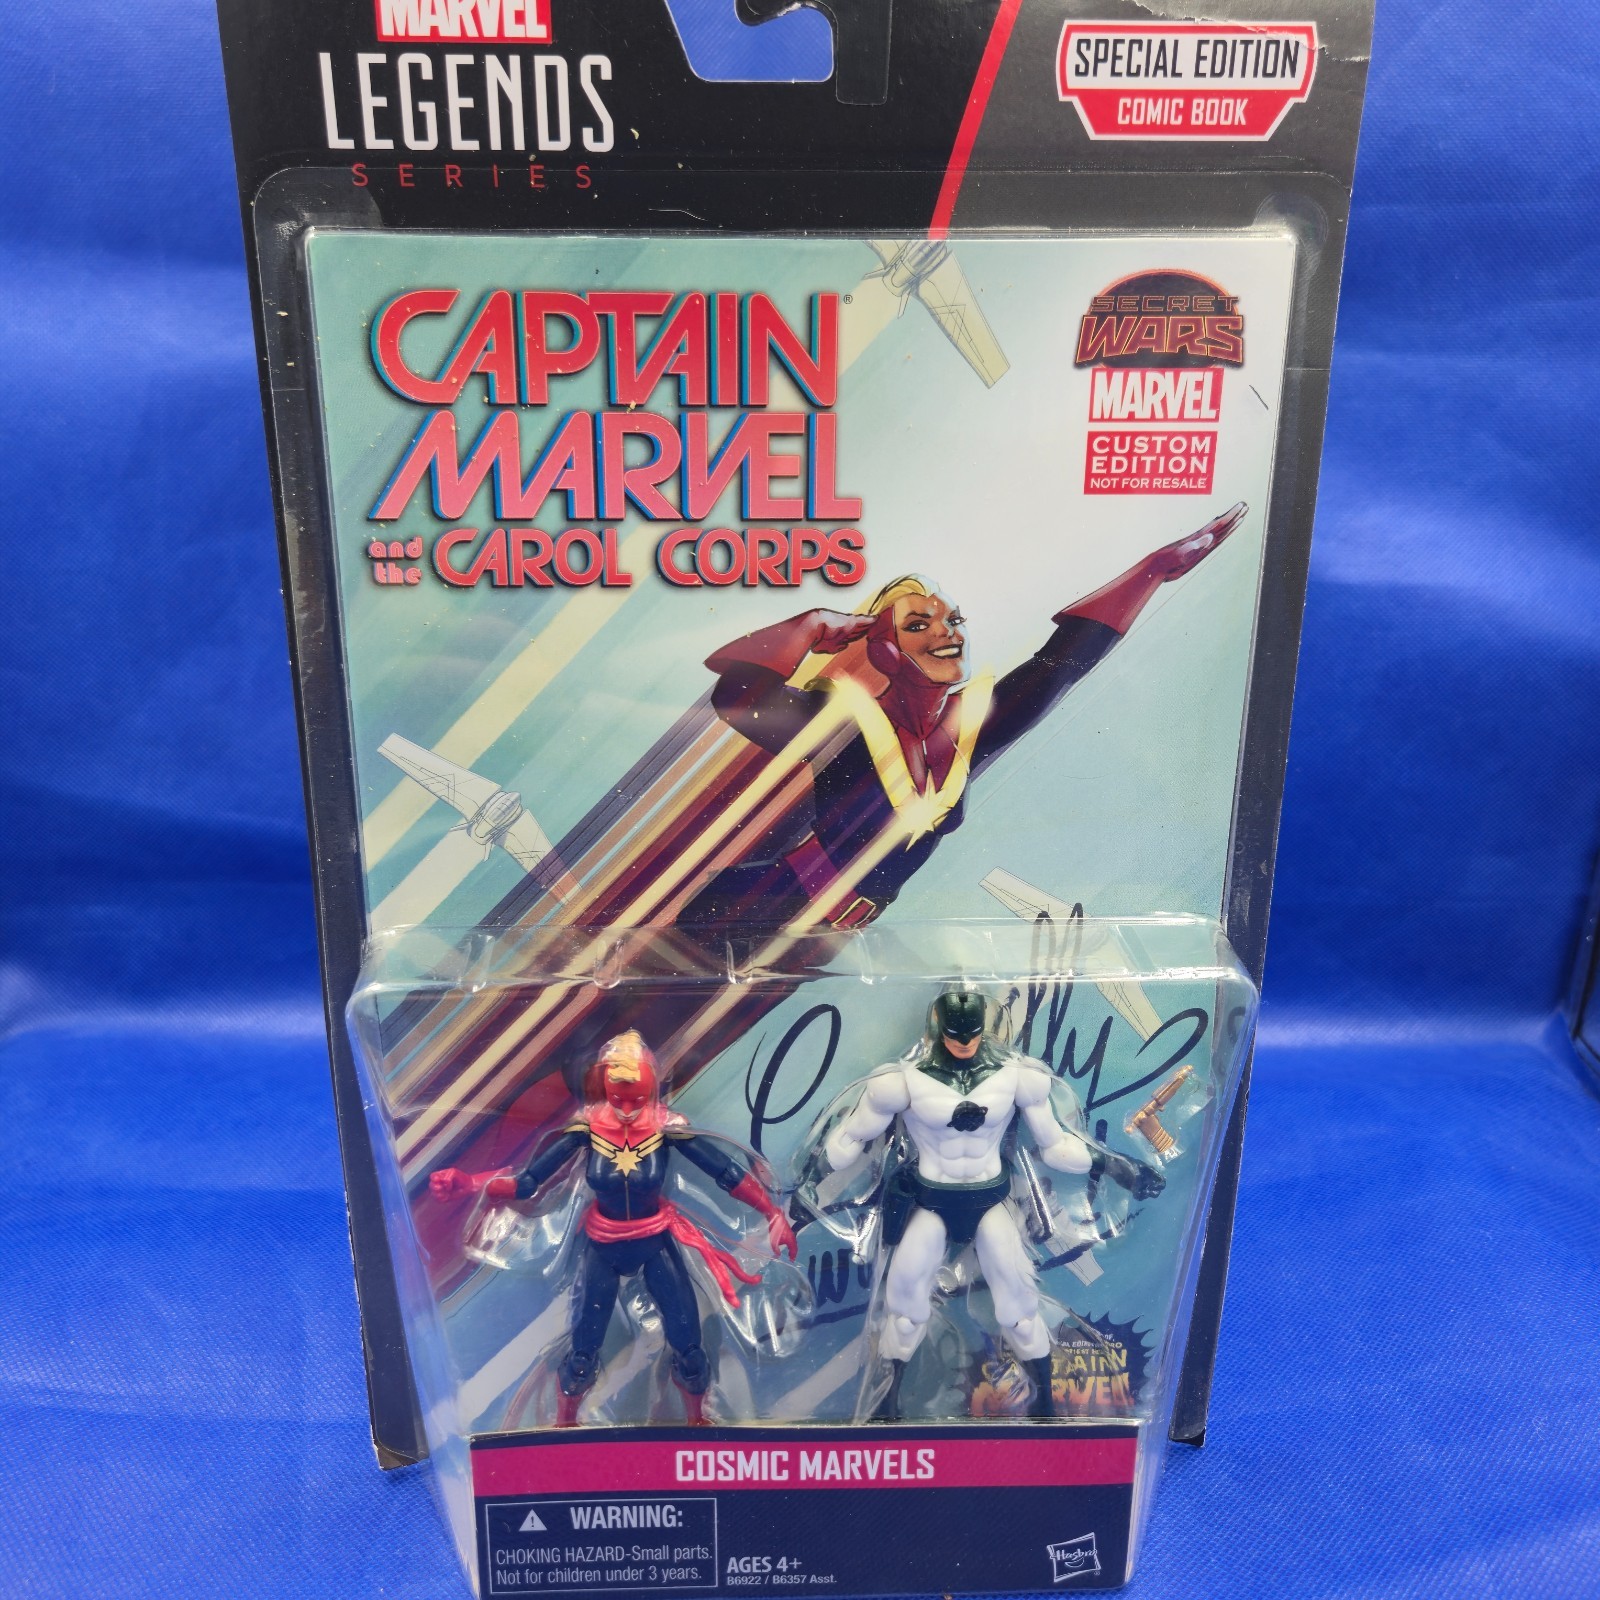 MARVEL
LEGENDS
SERIES
SPECIAL EDITION
COMIC BOOK
CAPTAIN
MARVEL®
and the CAROL CORPS
SECRET
WARS
MARVEL
CUSTOM
EDITION
NOT FOR RESALE
COSMIC MARVELS
WARNING:
CHOKING HAZARD-Small parts.
Not for children under 3 years.
AGES 4+
B6922 / B6357 Asst.
Hasbro